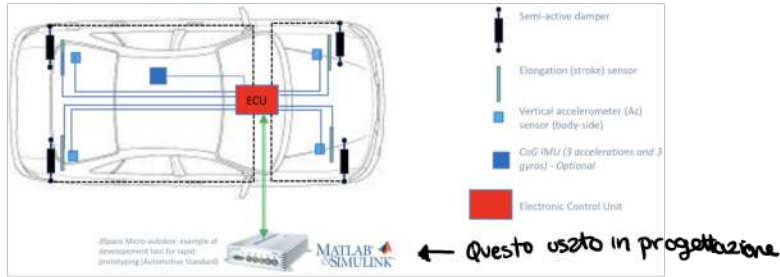 Semi-active damper
Elongation (stroke) sensor
Vertical accelerometer (Az)
sensor (body-side)
CoG IMU (3 accelerations and 3
gyros) - Optional
ECU
Electronic Control Unit
dSpace Micro-autobox: example of
developement tool for rapid-
prototyping (Automotive Standard)
MATLAB
&SIMULINK
← Questo usato in progettazione